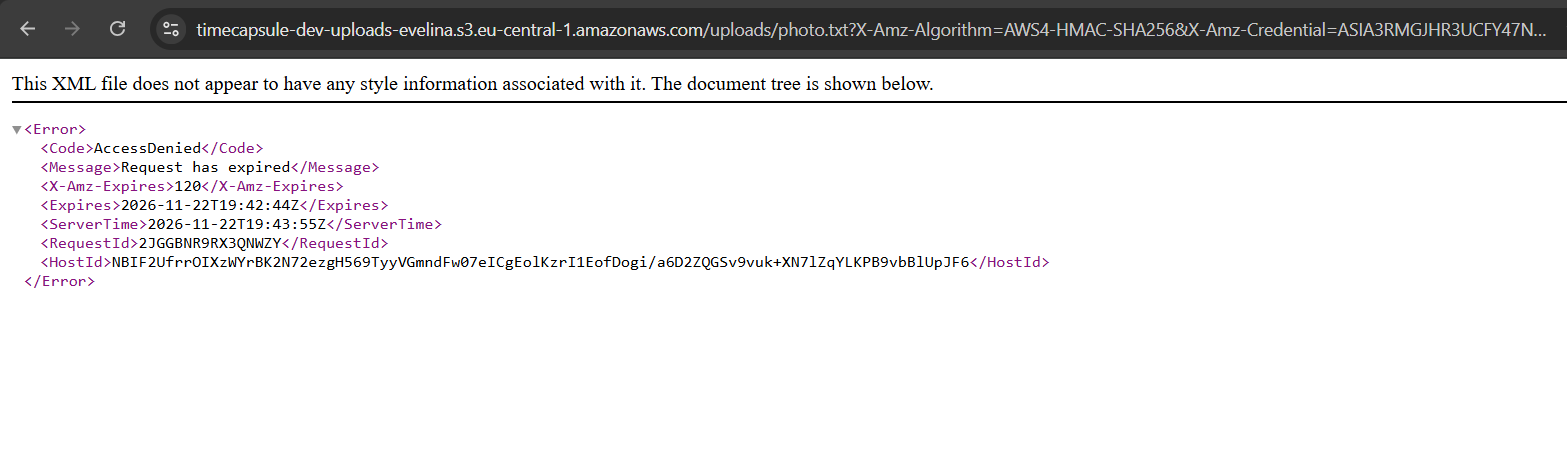 timecapsule-dev-uploads-evelina.s3.eu-central-1.amazonaws.com/uploads/photo.txt?X-Amz-Algorithm=AWS4-HMAC-SHA256&X-Amz-Credential=ASIA3RMGJHR3UCFY47N...
This XML file does not appear to have any style information associated with it. The document tree is shown below.
▼<Error>
<Code>AccessDenied</Code>
<Message>Request has expired</Message>
<X-Amz-Expires>120</X-Amz-Expires>
<Expires>2026-11-22T19:42:44Z</Expires>
<ServerTime>2026-11-22T19:43:55Z</ServerTime>
<RequestId>2JGGBNR9RX3QNWZY</RequestId>
<HostId>NBIF2UfrrOIXzWYrBK2N72ezgH569TyyVGmndFw07eICgEolKzrI1EofDogi/a6D2ZQGSv9vuk+XN7lZqYLKPB9vbBlUpJF6</HostId>
</Error>